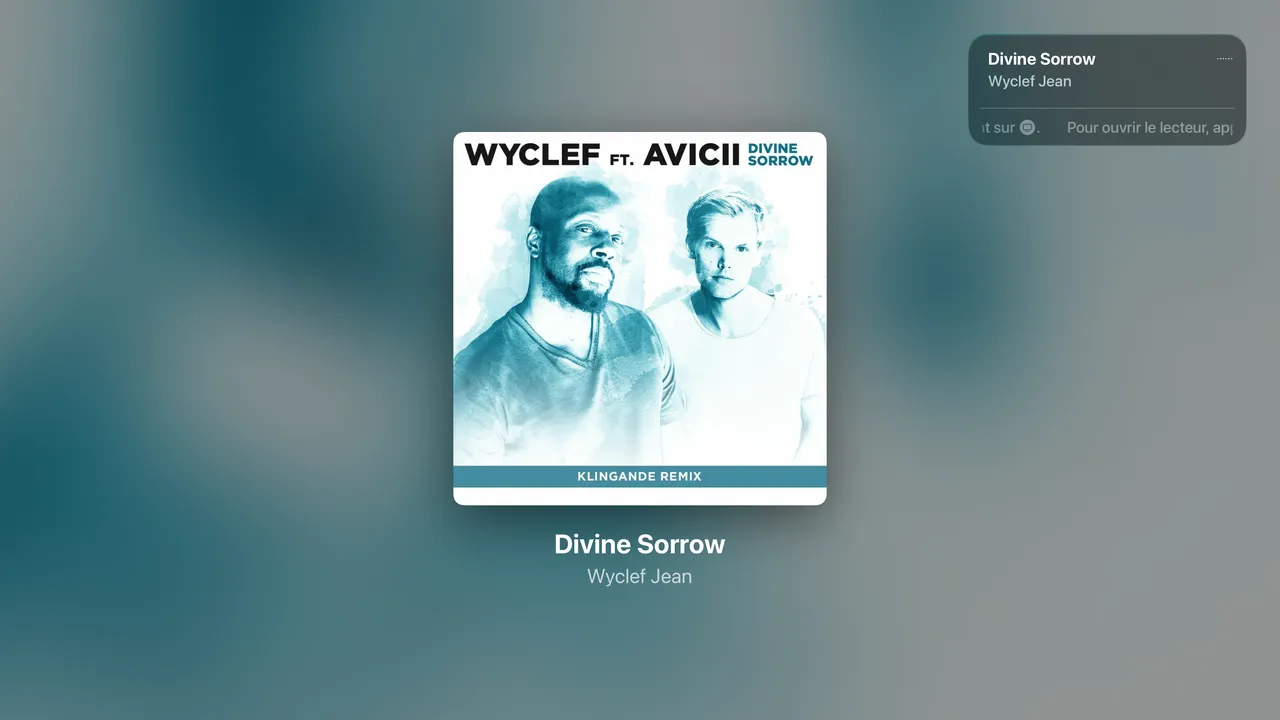 Divine Sorrow
Wyclef Jean
nt sur .
Pour ouvrir le lecteur,
WYCLEF FT. AVICII DIVINE SORROW
KLINGANDE REMIX
Divine Sorrow
Wyclef Jean